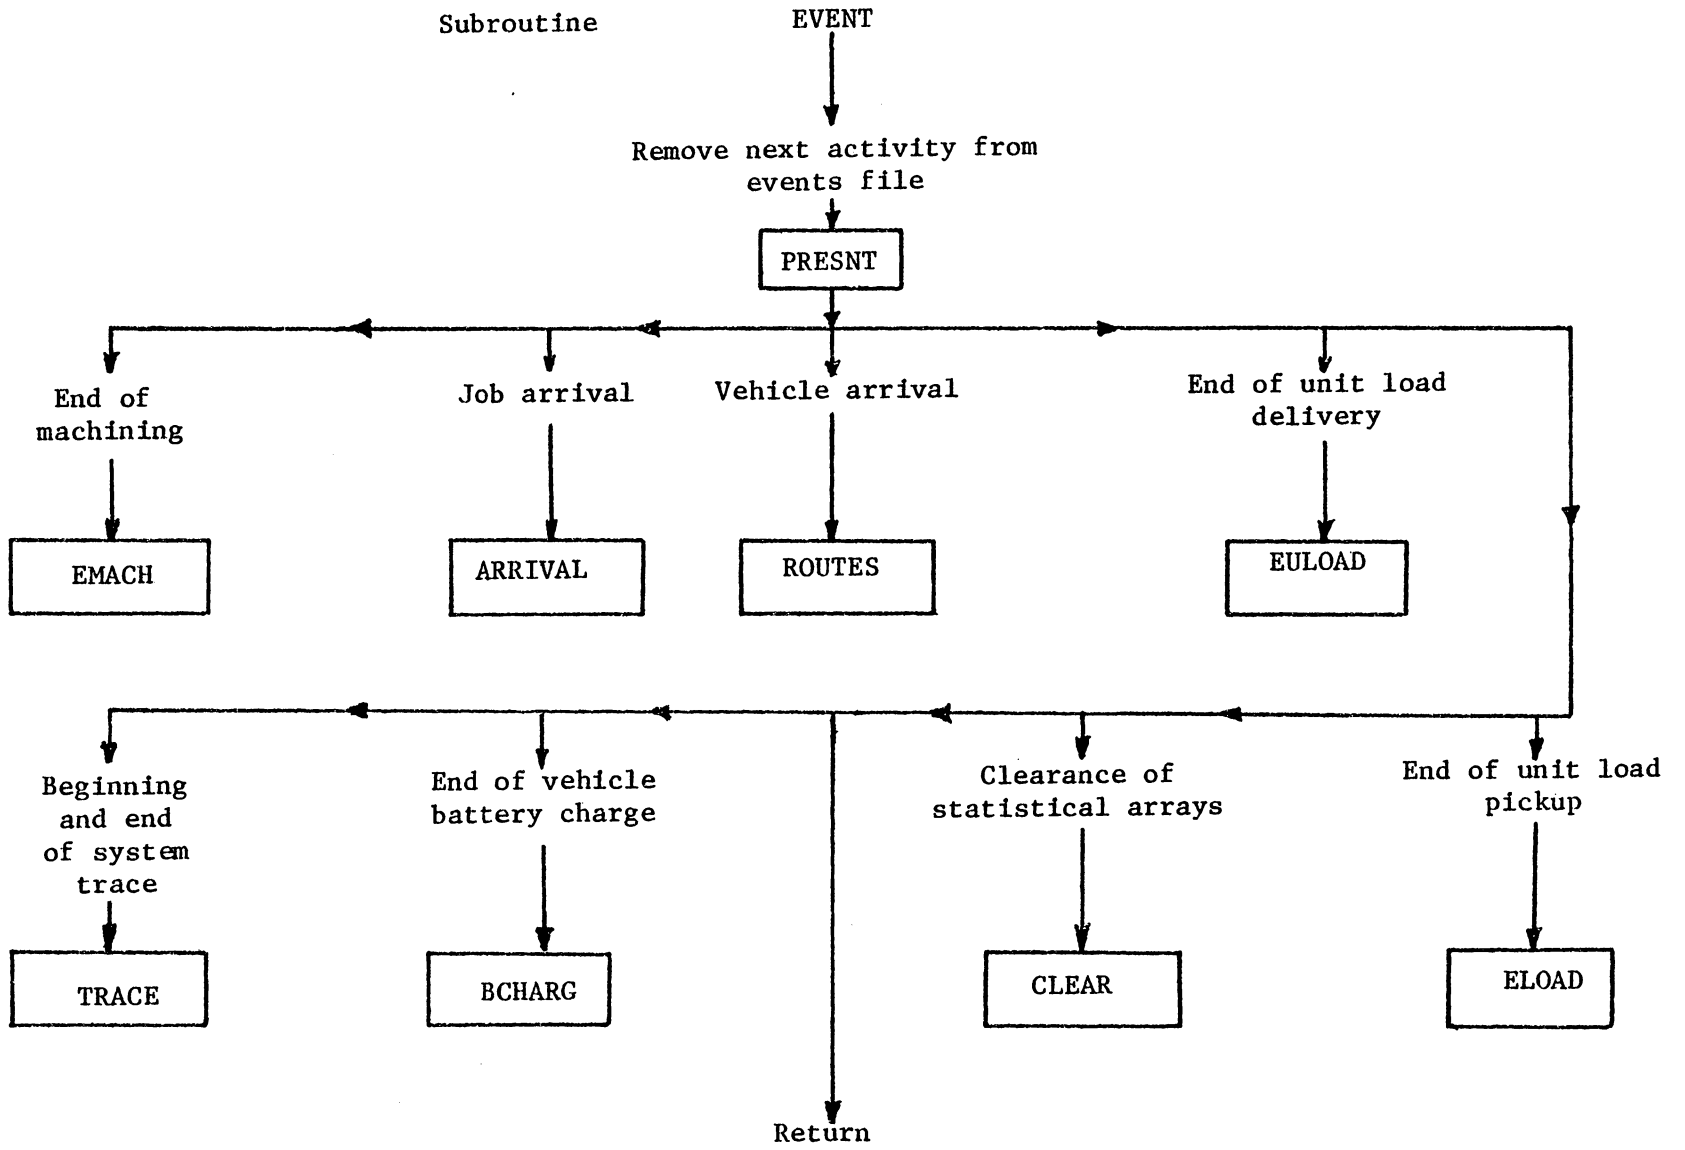 Subroutine EVENT
Remove next activity from
events file
PRESNT
End of
machining
Job arrival
Vehicle arrival
End of unit load
delivery
EMACH
ARRIVAL
ROUTES
EULOAD
Beginning
and end
of system
trace
End of vehicle
battery charge
Clearance of
statistical arrays
End of unit load
pickup
TRACE
BCHARG
CLEAR
ELOAD
Return